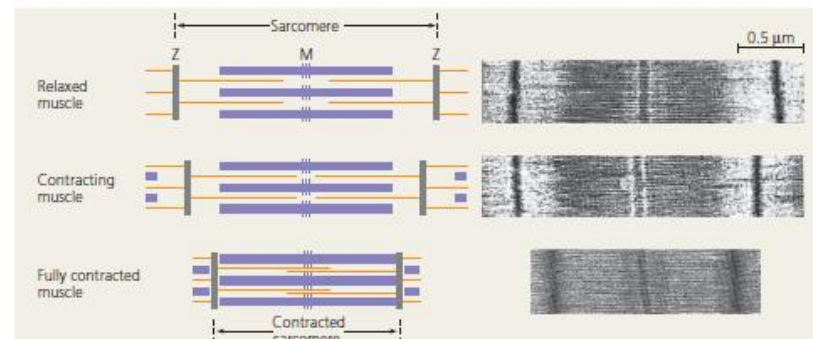 Sarcomere
Z M Z
0.5 μm
Relaxed
muscle
Contracting
muscle
Fully contracted
muscle
Contracted